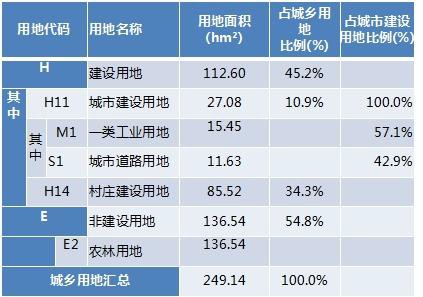 用地代码 用地名称 用地面积 (hm²) 占城乡用地 比例(%) 占城市建设用地比例(%)
H 建设用地 112.60 45.2%
其中 H11 城市建设用地 27.08 10.9% 100.0%
其中 M1 一类工业用地 15.45 57.1%
S1 城市道路用地 11.63 42.9%
H14 村庄建设用地 85.52 34.3%
E 非建设用地 136.54 54.8%
E2 农林用地 136.54
城乡用地汇总 249.14 100.0%